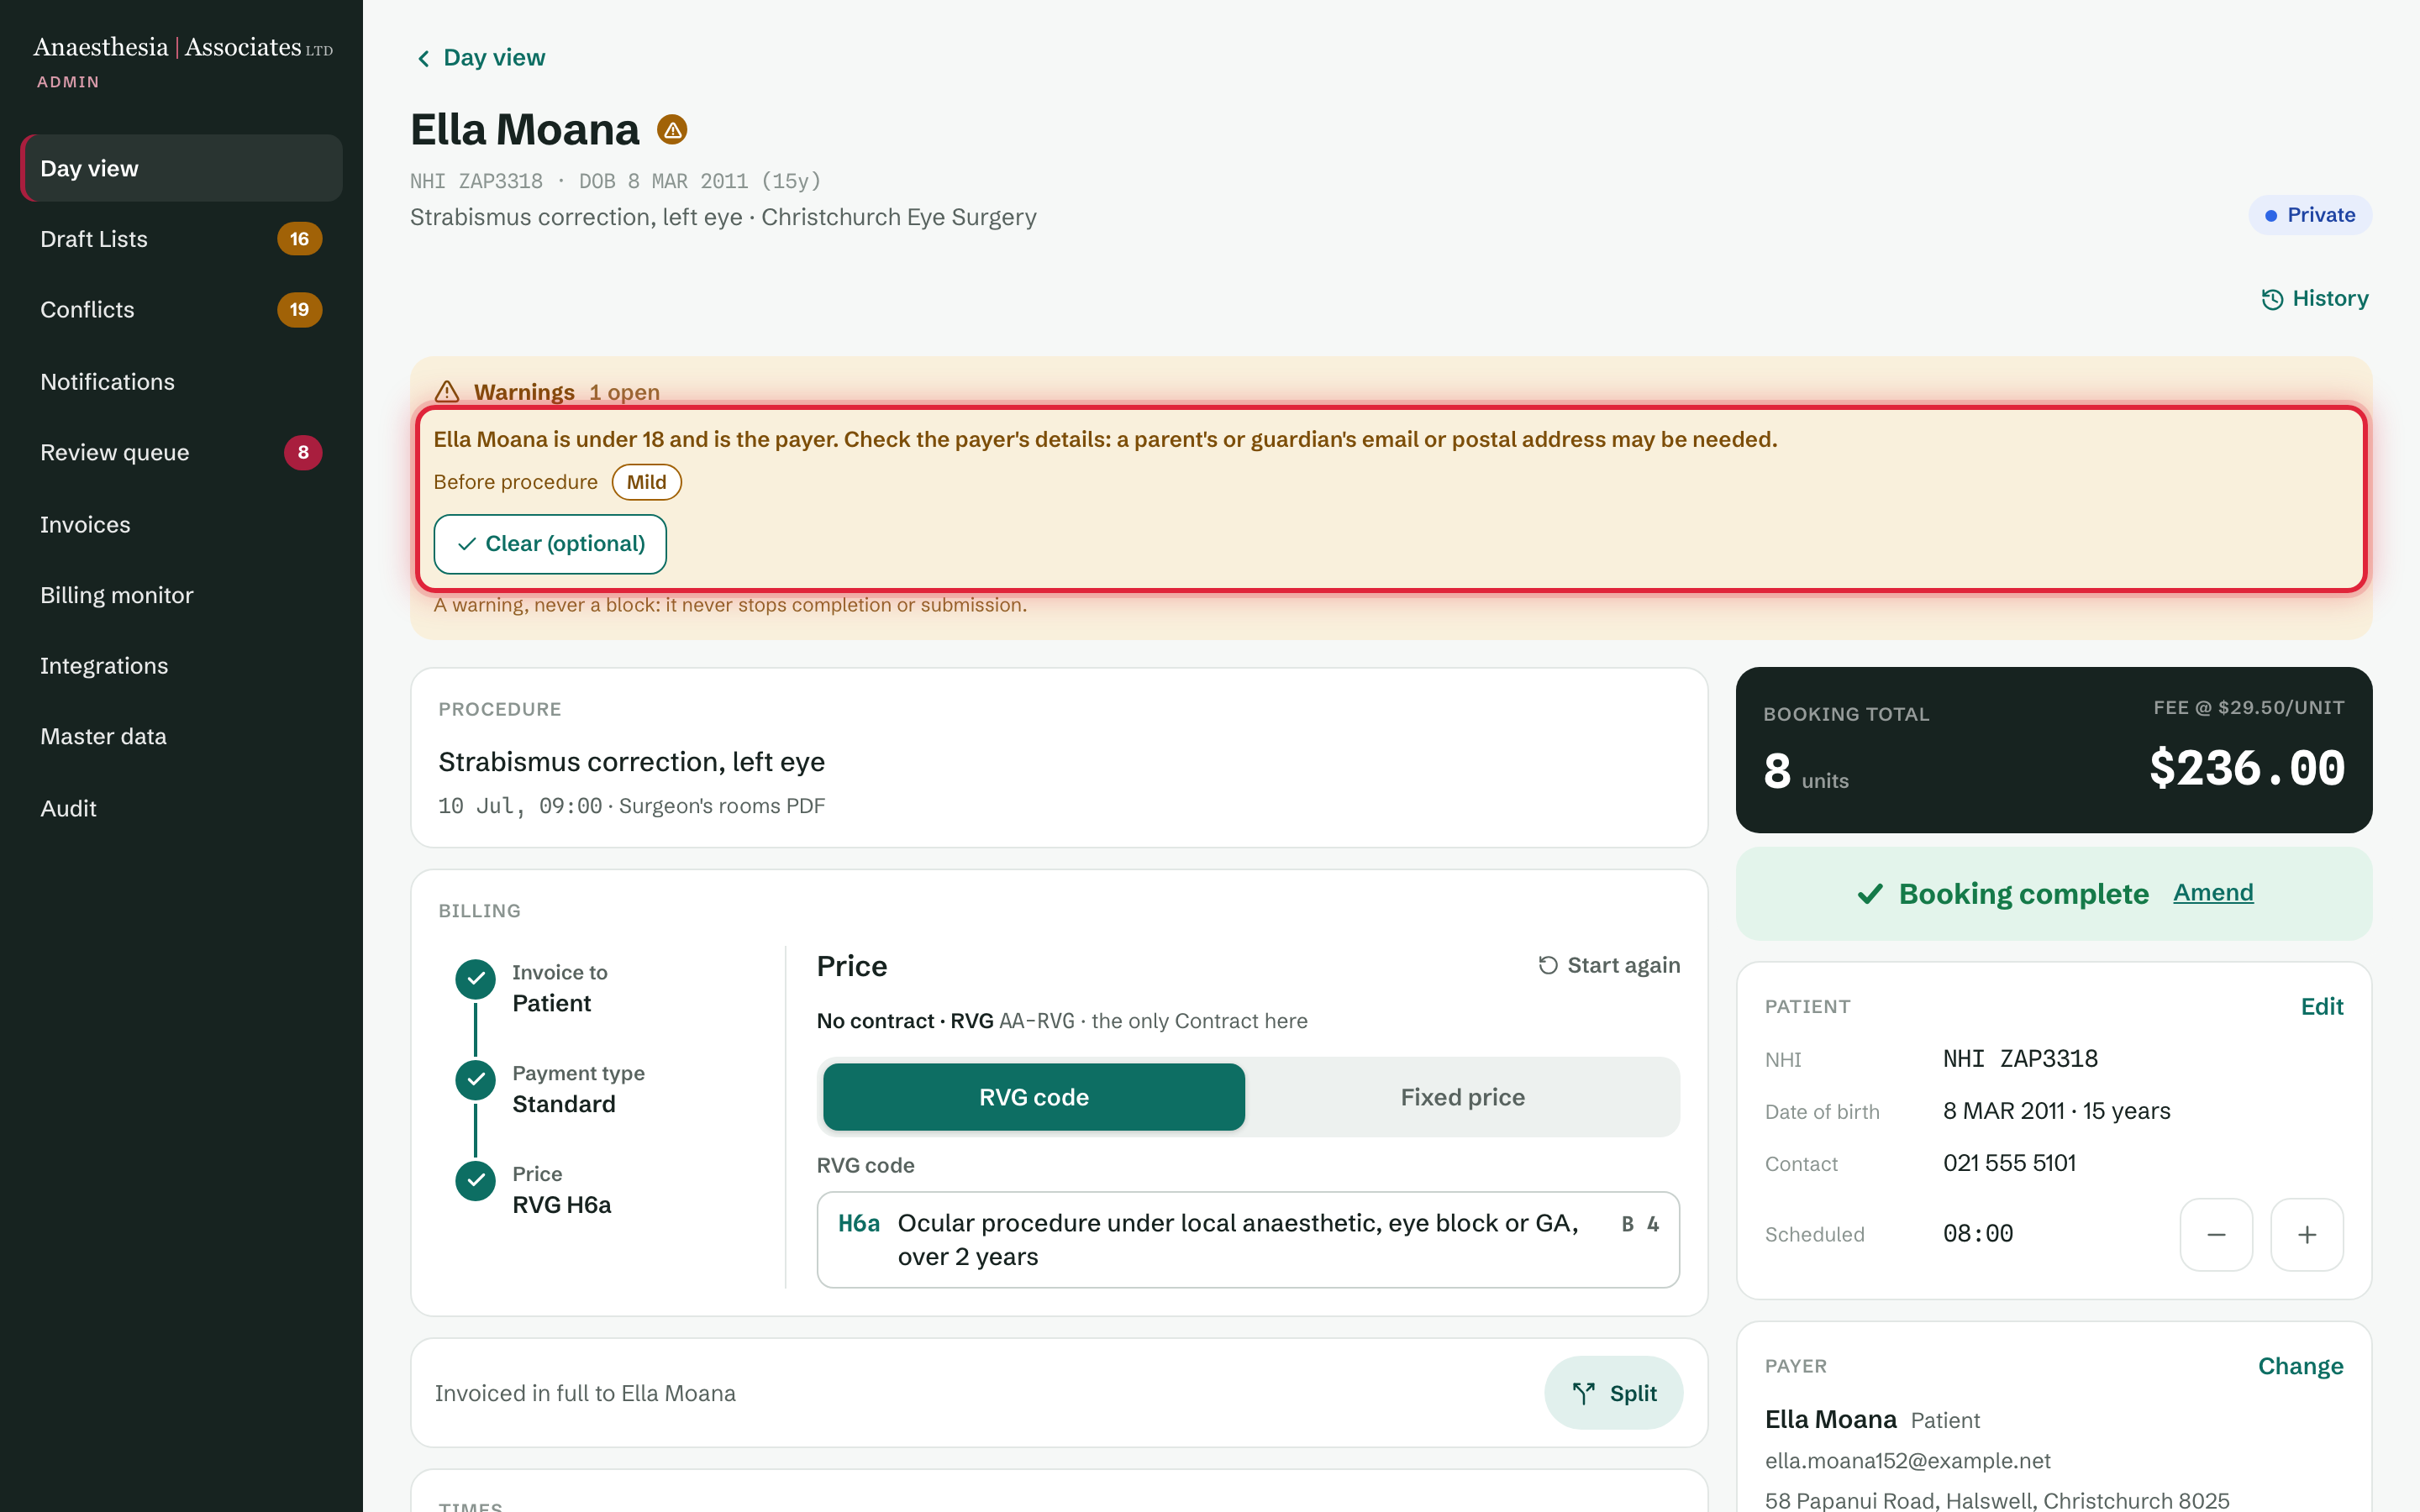 Anaesthesia | Associates LTD
ADMIN
Day view
Draft Lists 16
Conflicts 19
Notifications
Review queue 8
Invoices
Billing monitor
Integrations
Master data
Audit
Day view
Ella Moana
NHI ZAP3318 · DOB 8 MAR 2011 (15y)
Strabismus correction, left eye · Christchurch Eye Surgery
Private
History
Warnings 1 open
Ella Moana is under 18 and is the payer. Check the payer's details: a parent's or guardian's email or postal address may be needed.
Before procedure Mild
Clear (optional)
A warning, never a block: it never stops completion or submission.
PROCEDURE
Strabismus correction, left eye
10 Jul, 09:00 · Surgeon's rooms PDF
BILLING
Invoice to
Patient
Payment type
Standard
Price
RVG H6a
Price
Start again
No contract · RVG AA-RVG · the only Contract here
RVG code
Fixed price
RVG code
H6a Ocular procedure under local anaesthetic, eye block or GA, B 4
over 2 years
Invoiced in full to Ella Moana
Split
TIMES
BOOKING TOTAL
FEE @ $29.50/UNIT
8 units
$236.00
Booking complete Amend
PATIENT
Edit
NHI NHI ZAP3318
Date of birth 8 MAR 2011 · 15 years
Contact 021 555 5101
Scheduled 08:00
PAYER
Change
Ella Moana Patient
ella.moana152@example.net
58 Papanui Road, Halswell, Christchurch 8025